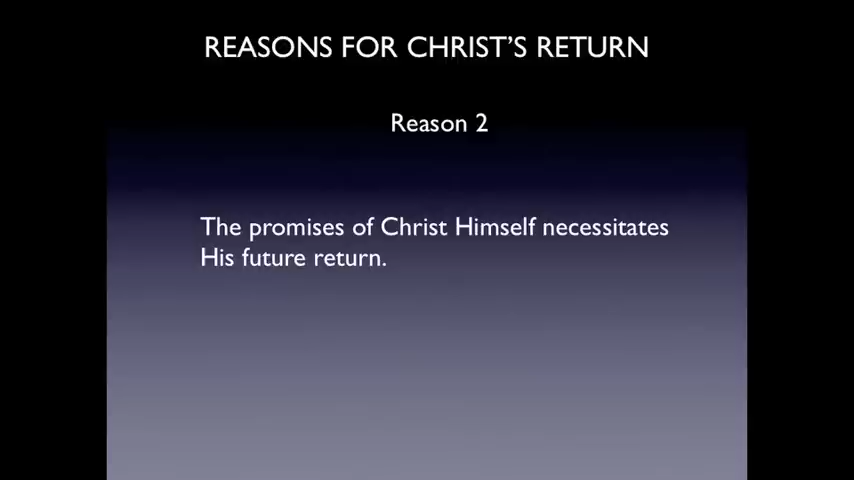 REASONS FOR CHRIST'S RETURN
Reason 2
The promises of Christ Himself necessitates
His future return.